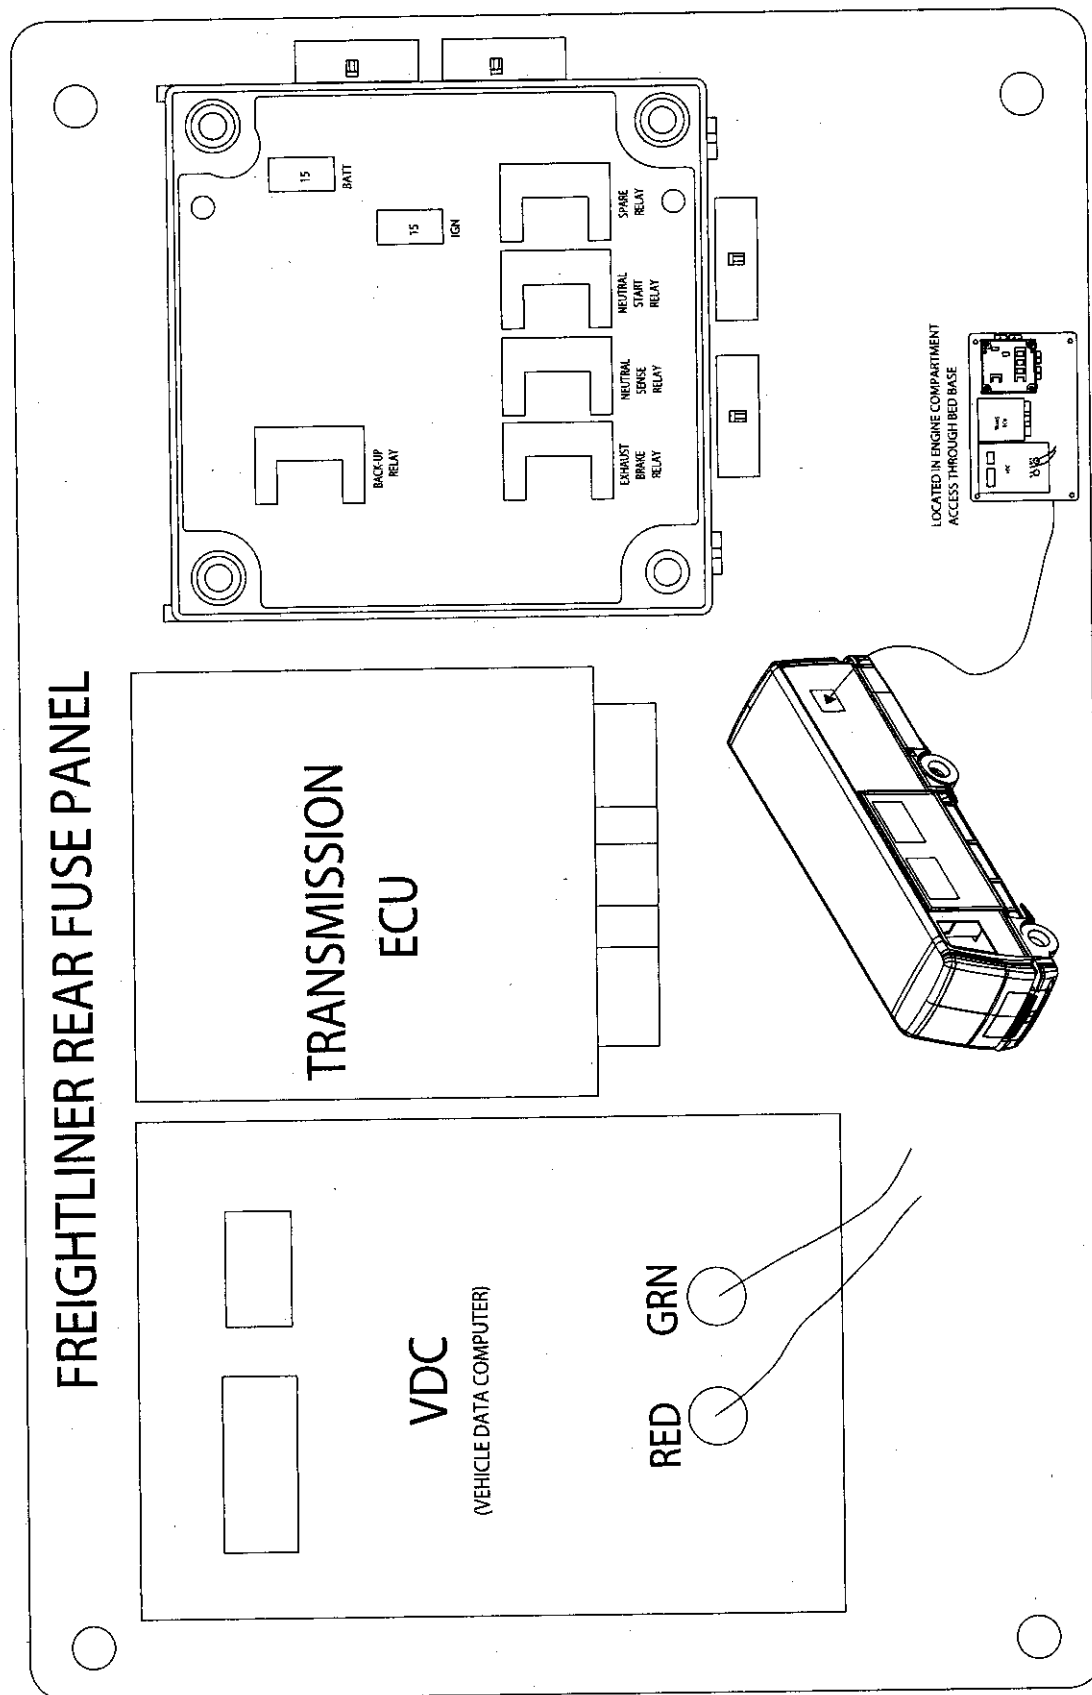 FREIGHTLINER REAR FUSE PANEL
VDC
(VEHICLE DATA COMPUTER)
RED
GRN
TRANSMISSION
ECU
BACK-UP
RELAY
15
BATT
15
IGN
EXHAUST
BRAKE
RELAY
NEUTRAL
SENSE
RELAY
NEUTRAL
START
RELAY
SPARE
RELAY
LOCATED IN ENGINE COMPARTMENT
ACCESS THROUGH BED BASE